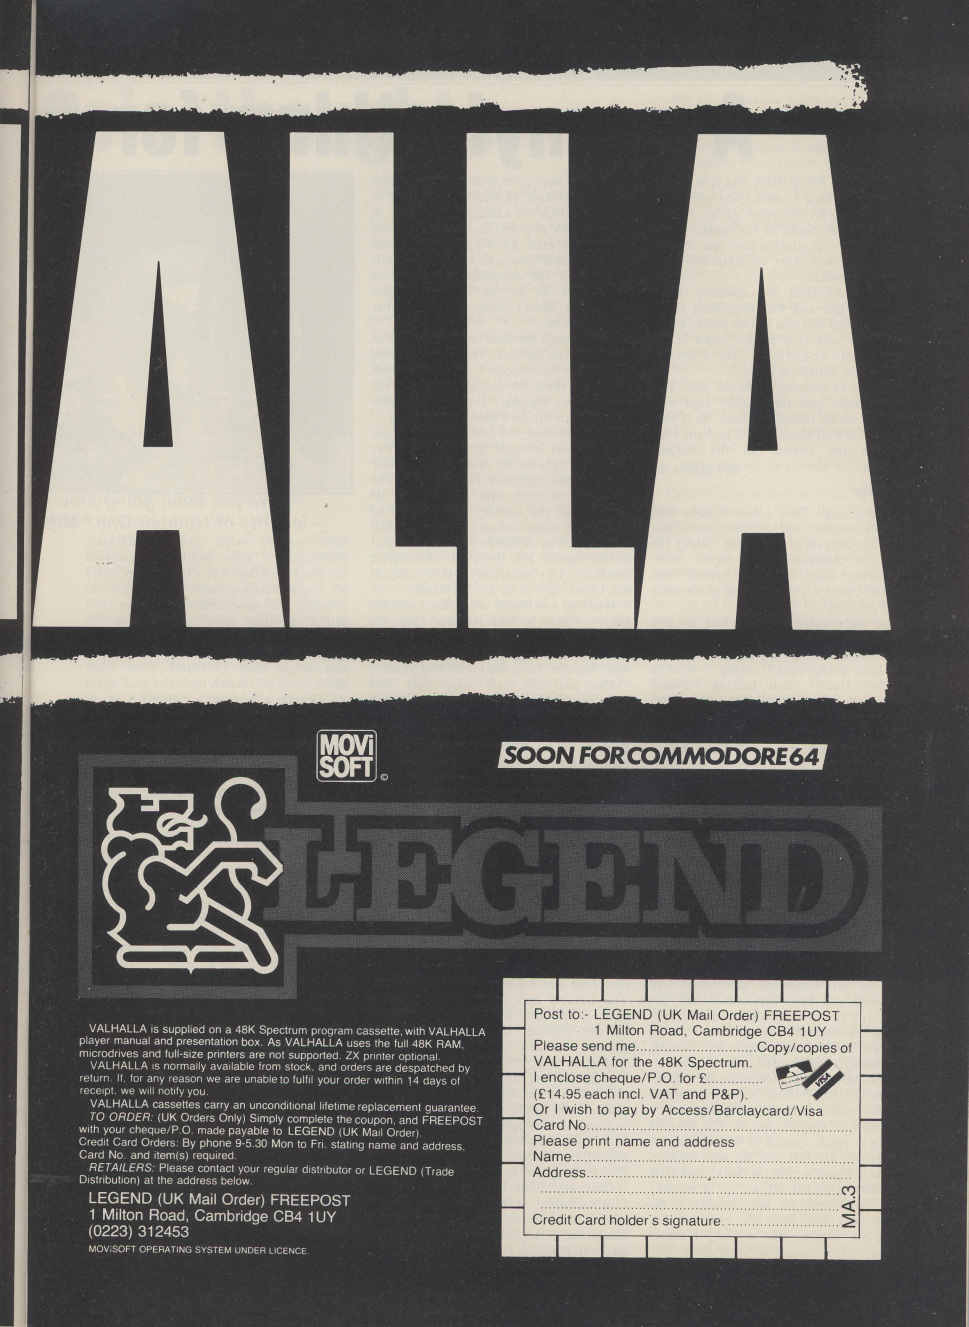 ALLA
MOVi
SOFT
©
SOON FOR COMMODORE 64
LEGEND
VALHALLA is supplied on a 48K Spectrum program cassette, with VALHALLA
player manual and presentation box. As VALHALLA uses the full 48K RAM,
microdrives and full-size printers are not supported. ZX printer optional.
VALHALLA is normally available from stock, and orders are despatched by
return. If, for any reason we are unable to fulfil your order within 14 days of
receipt, we will notify you.
VALHALLA cassettes carry an unconditional lifetime replacement guarantee.
TO ORDER: (UK Orders Only) Simply complete the coupon, and FREEPOST
with your cheque/P.O. made payable to LEGEND (UK Mail Order).
Credit Card Orders: By phone 9-5.30 Mon to Fri. stating name and address,
Card No. and item(s) required.
RETAILERS: Please contact your regular distributor or LEGEND (Trade
Distribution) at the address below.
LEGEND (UK Mail Order) FREEPOST
1 Milton Road, Cambridge CB4 1UY
(0223) 312453
MOViSOFT OPERATING SYSTEM UNDER LICENCE.
Post to:- LEGEND (UK Mail Order) FREEPOST
1 Milton Road, Cambridge CB4 1UY
Please send me..............................Copy/copies of
VALHALLA for the 48K Spectrum.
I enclose cheque/P.O. for £..............
(£14.95 each incl. VAT and P&P).
Or I wish to pay by Access/Barclaycard/Visa
Card No..................................................................
Please print name and address
Name......................................................................
Address..................................................................
Credit Card holder's signature...............................
MA.3
VISA